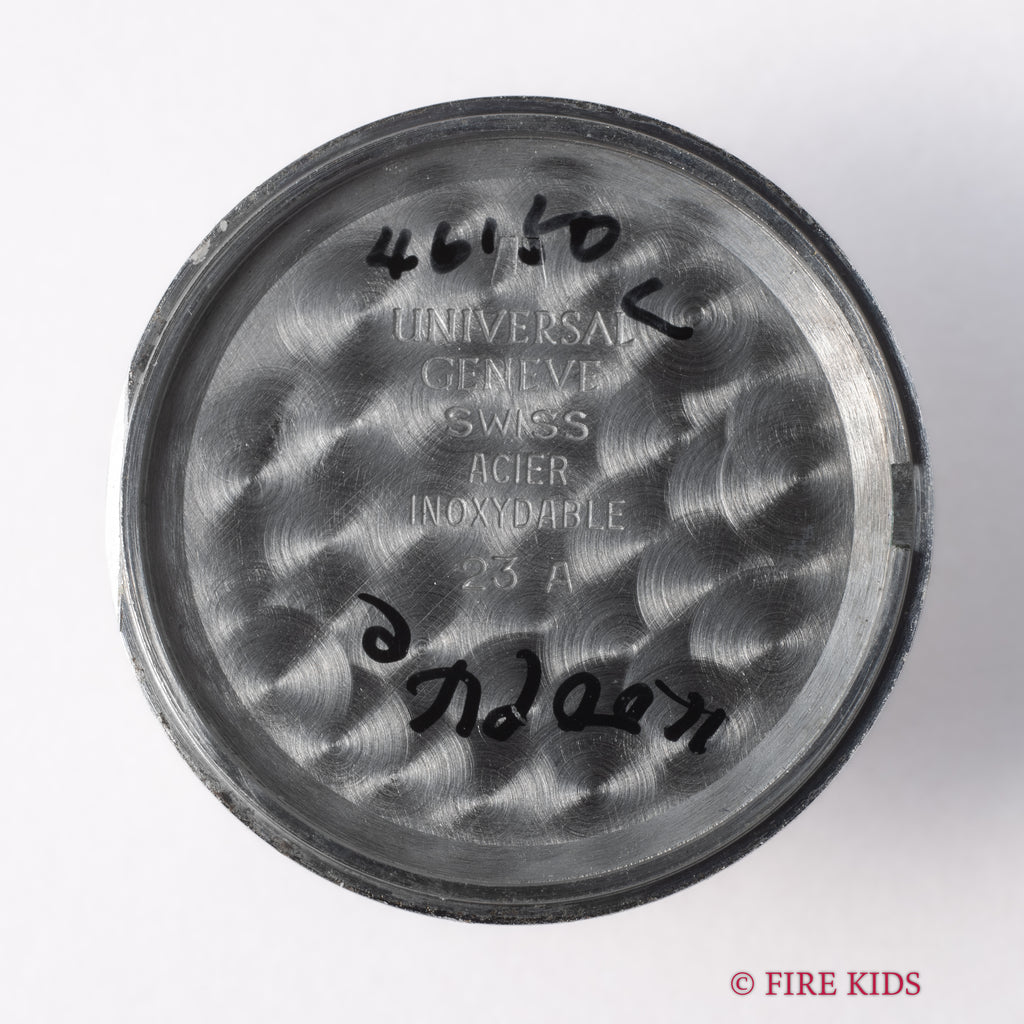 46150
UNIVERSAL
GENEVE
SWISS
ACIER
INOXYDABLE
23 A
© FIRE KIDS